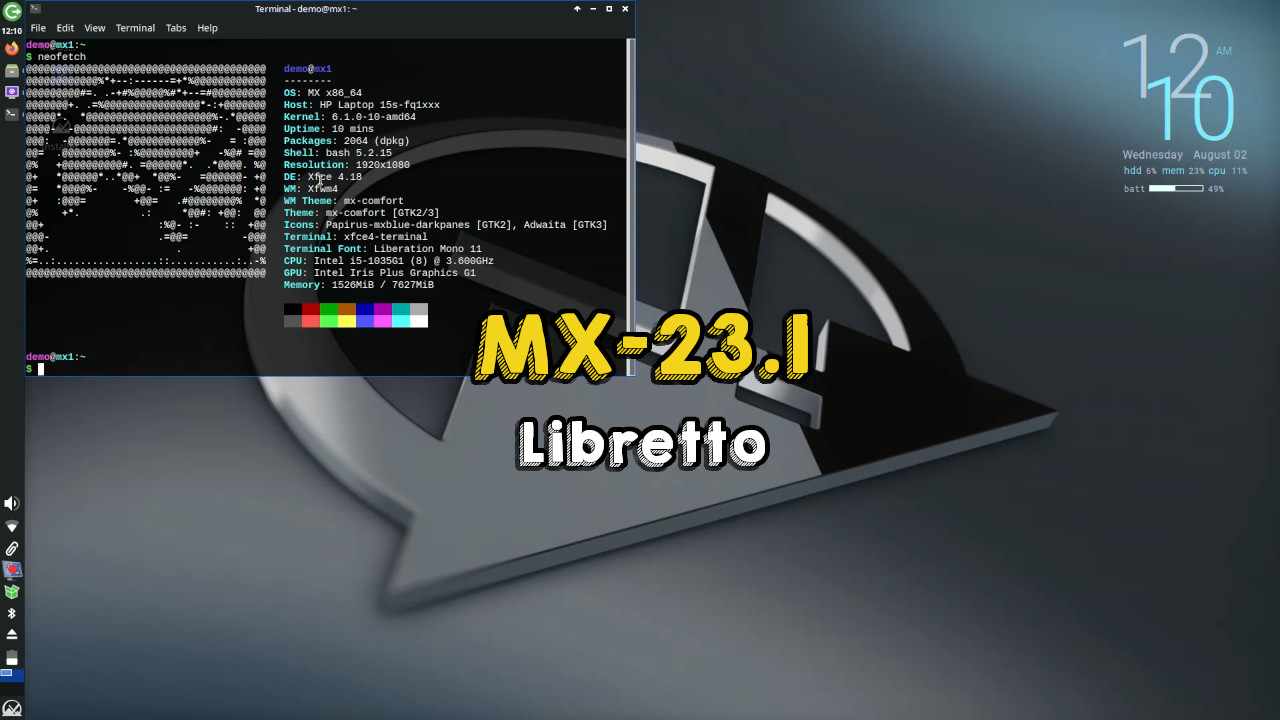 Terminal - demo@mx1: ~
File Edit View Terminal Tabs Help
12:10
demo@mx1:~
$ neofetch
demo@mx1
--------
OS: MX x86_64
Host: HP Laptop 15s-fq1xxx
Kernel: 6.1.0-10-amd64
Uptime: 10 mins
Packages: 2064 (dpkg)
Shell: bash 5.2.15
Resolution: 1920x1080
DE: Xfce 4.18
WM: Xfwm4
WM Theme: mx-comfort
Theme: mx-comfort [GTK2/3]
Icons: Papirus-mxblue-darkpanes [GTK2], Adwaita [GTK3]
Terminal: xfce4-terminal
Terminal Font: Liberation Mono 11
CPU: Intel i5-1035G1 (8) @ 3.600GHz
GPU: Intel Iris Plus Graphics G1
Memory: 1526MiB / 7627MiB
demo@mx1:~
$
12 AM
10
Wednesday August 02
hdd 6% mem 23% cpu 11%
batt 49%
MX-23.1
Libretto